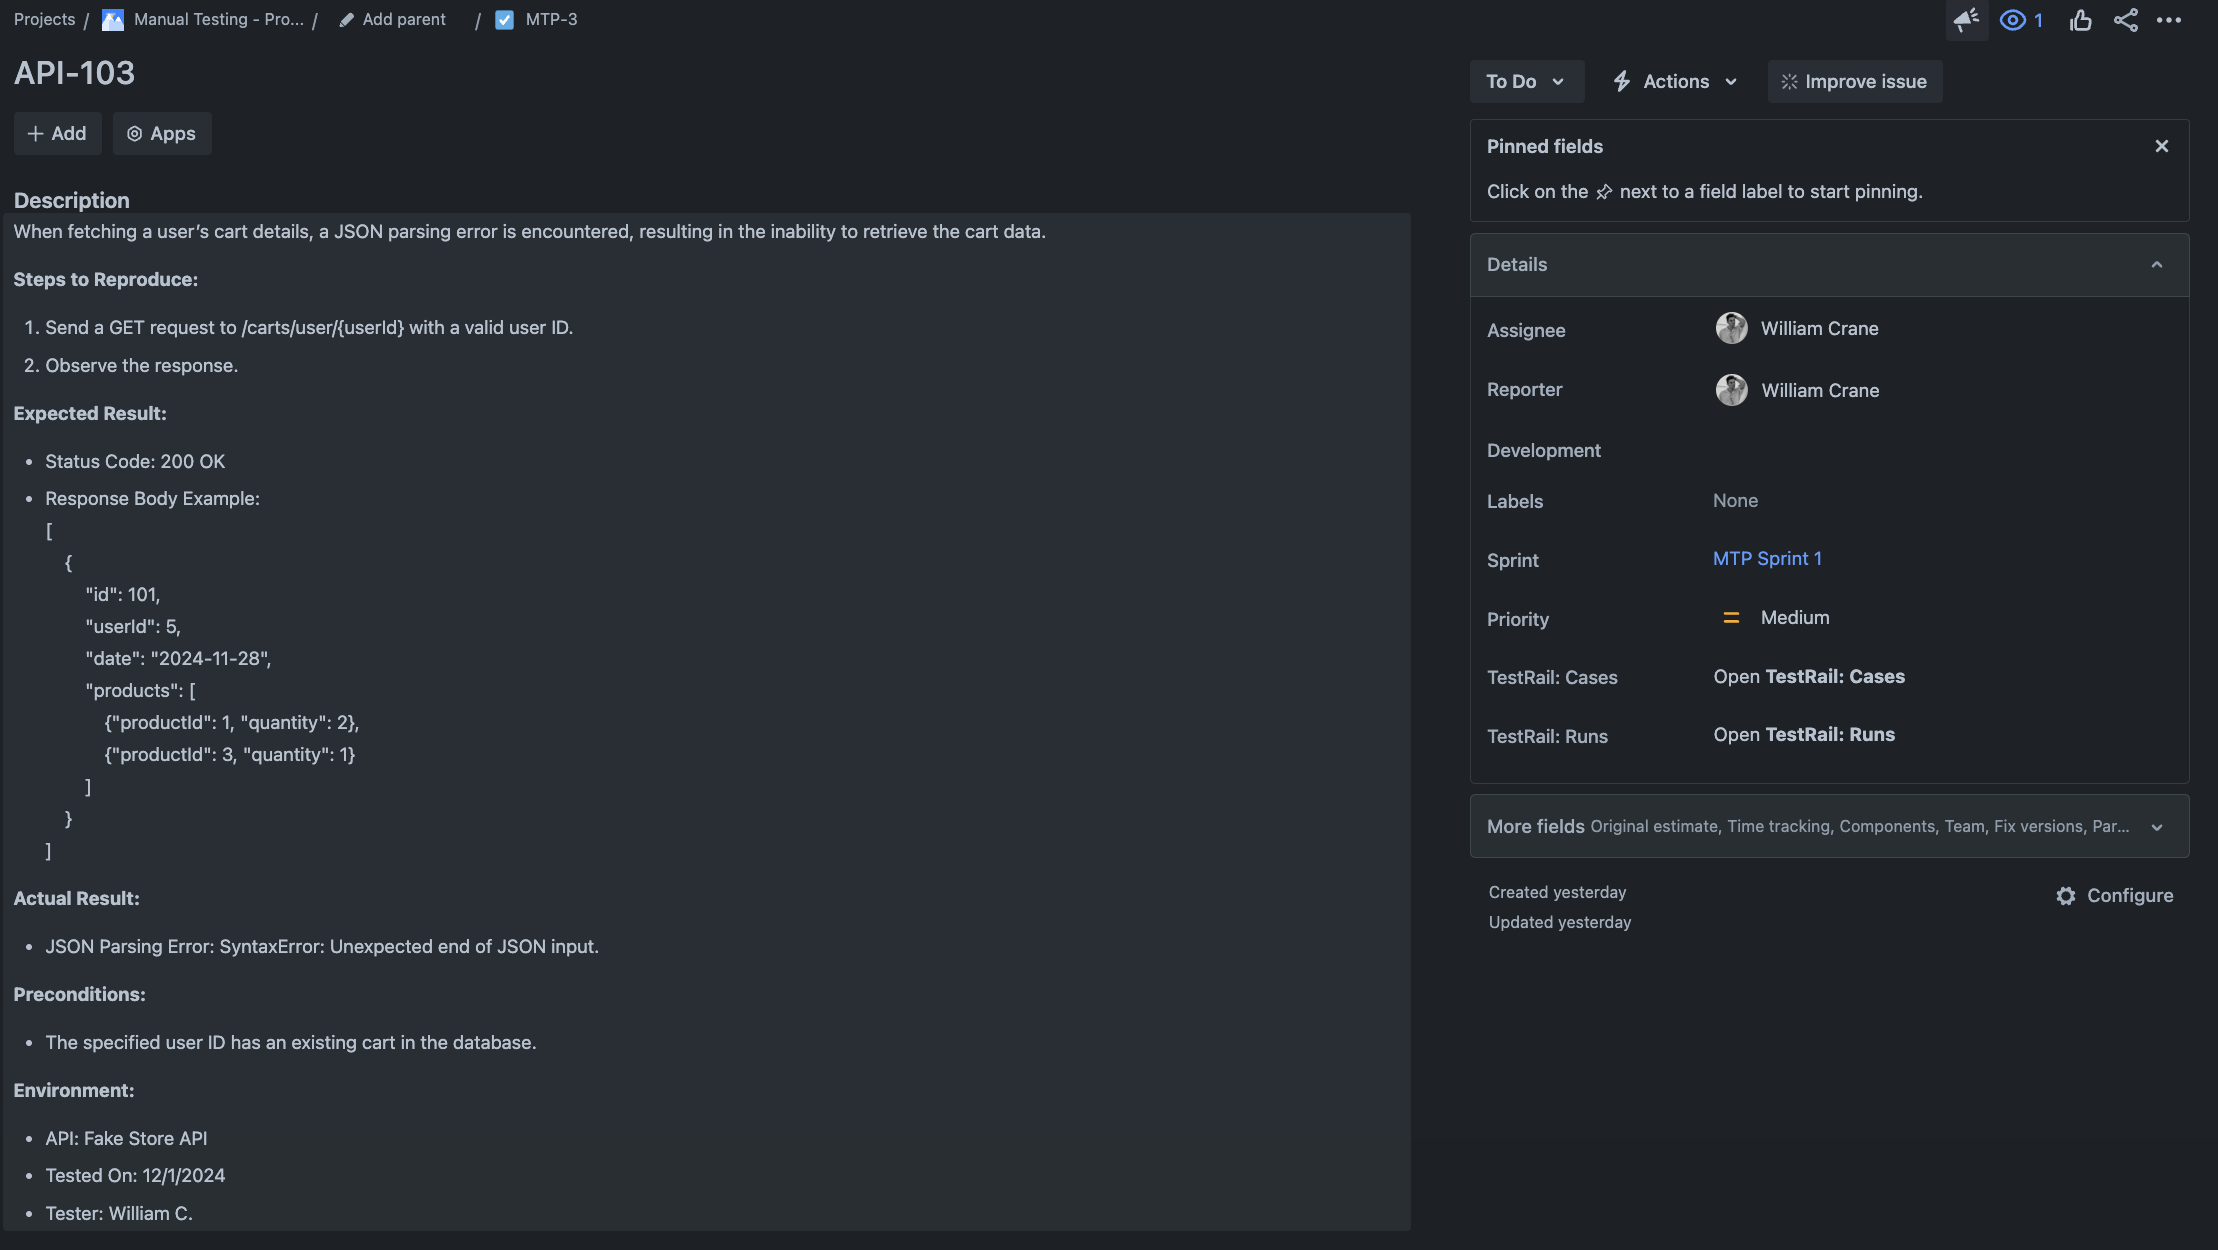 Projects / Manual Testing - Pro... / Add parent / MTP-3
1
API-103
To Do Actions Improve issue
Add Apps
Pinned fields
Click on the next to a field label to start pinning.
Description
When fetching a user’s cart details, a JSON parsing error is encountered, resulting in the inability to retrieve the cart data.
Steps to Reproduce:
1. Send a GET request to /carts/user/{userId} with a valid user ID.
2. Observe the response.
Expected Result:
• Status Code: 200 OK
• Response Body Example:
[
{
"id": 101,
"userId": 5,
"date": "2024-11-28",
"products": [
{"productId": 1, "quantity": 2},
{"productId": 3, "quantity": 1}
]
}
]
Actual Result:
• JSON Parsing Error: SyntaxError: Unexpected end of JSON input.
Preconditions:
• The specified user ID has an existing cart in the database.
Environment:
• API: Fake Store API
• Tested On: 12/1/2024
• Tester: William C.
Details
Assignee William Crane
Reporter William Crane
Development
Labels None
Sprint MTP Sprint 1
Priority Medium
TestRail: Cases Open TestRail: Cases
TestRail: Runs Open TestRail: Runs
More fields Original estimate, Time tracking, Components, Team, Fix versions, Par...
Created yesterday
Configure
Updated yesterday